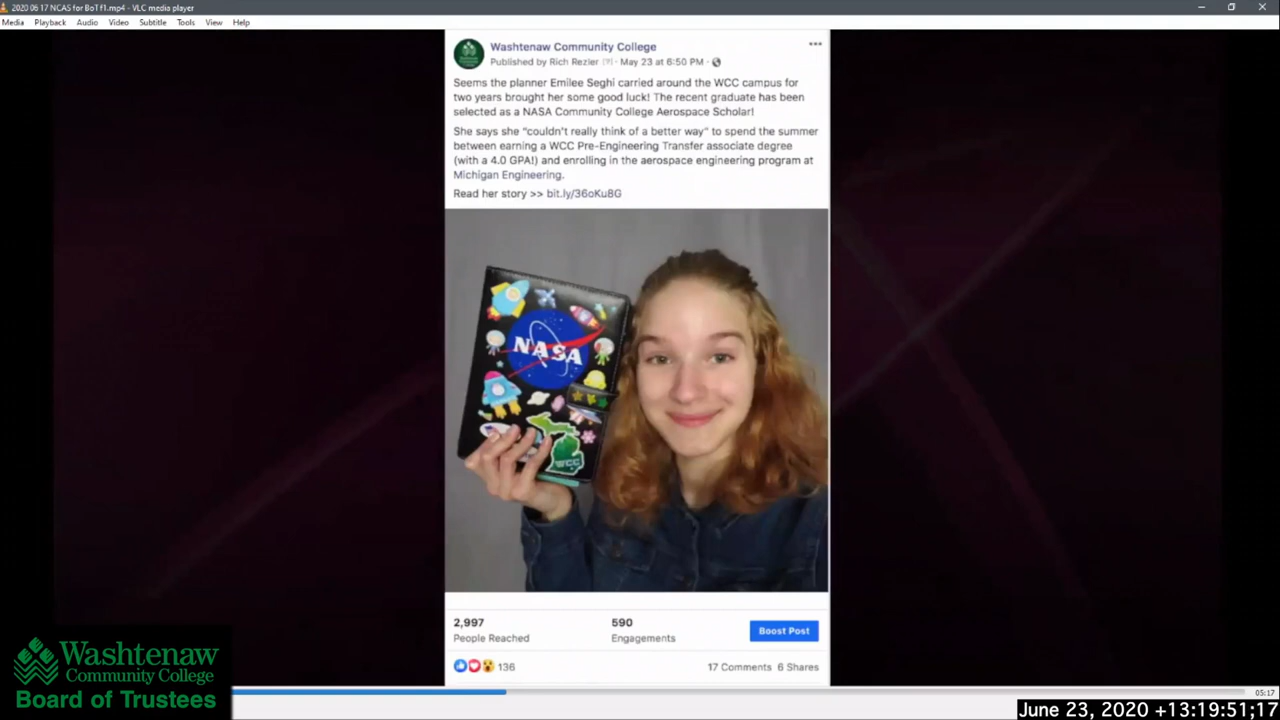 2020 06 17 NCAS for BoT f1.mp4 - VLC media player
Media Playback Audio Video Subtitle Tools View Help
Washtenaw Community College
Published by Rich Rezler [?] · May 23 at 6:50 PM ·
Seems the planner Emilee Seghi carried around the WCC campus for
two years brought her some good luck! The recent graduate has been
selected as a NASA Community College Aerospace Scholar!
She says she "couldn't really think of a better way" to spend the summer
between earning a WCC Pre-Engineering Transfer associate degree
(with a 4.0 GPA!) and enrolling in the aerospace engineering program at
Michigan Engineering.
Read her story >> bit.ly/36oKu8G
NASA
WCC
2,997
People Reached
590
Engagements
Boost Post
136
17 Comments 6 Shares
Washtenaw
Community College
Board of Trustees
05:17
June 23, 2020 +13:19:51;17